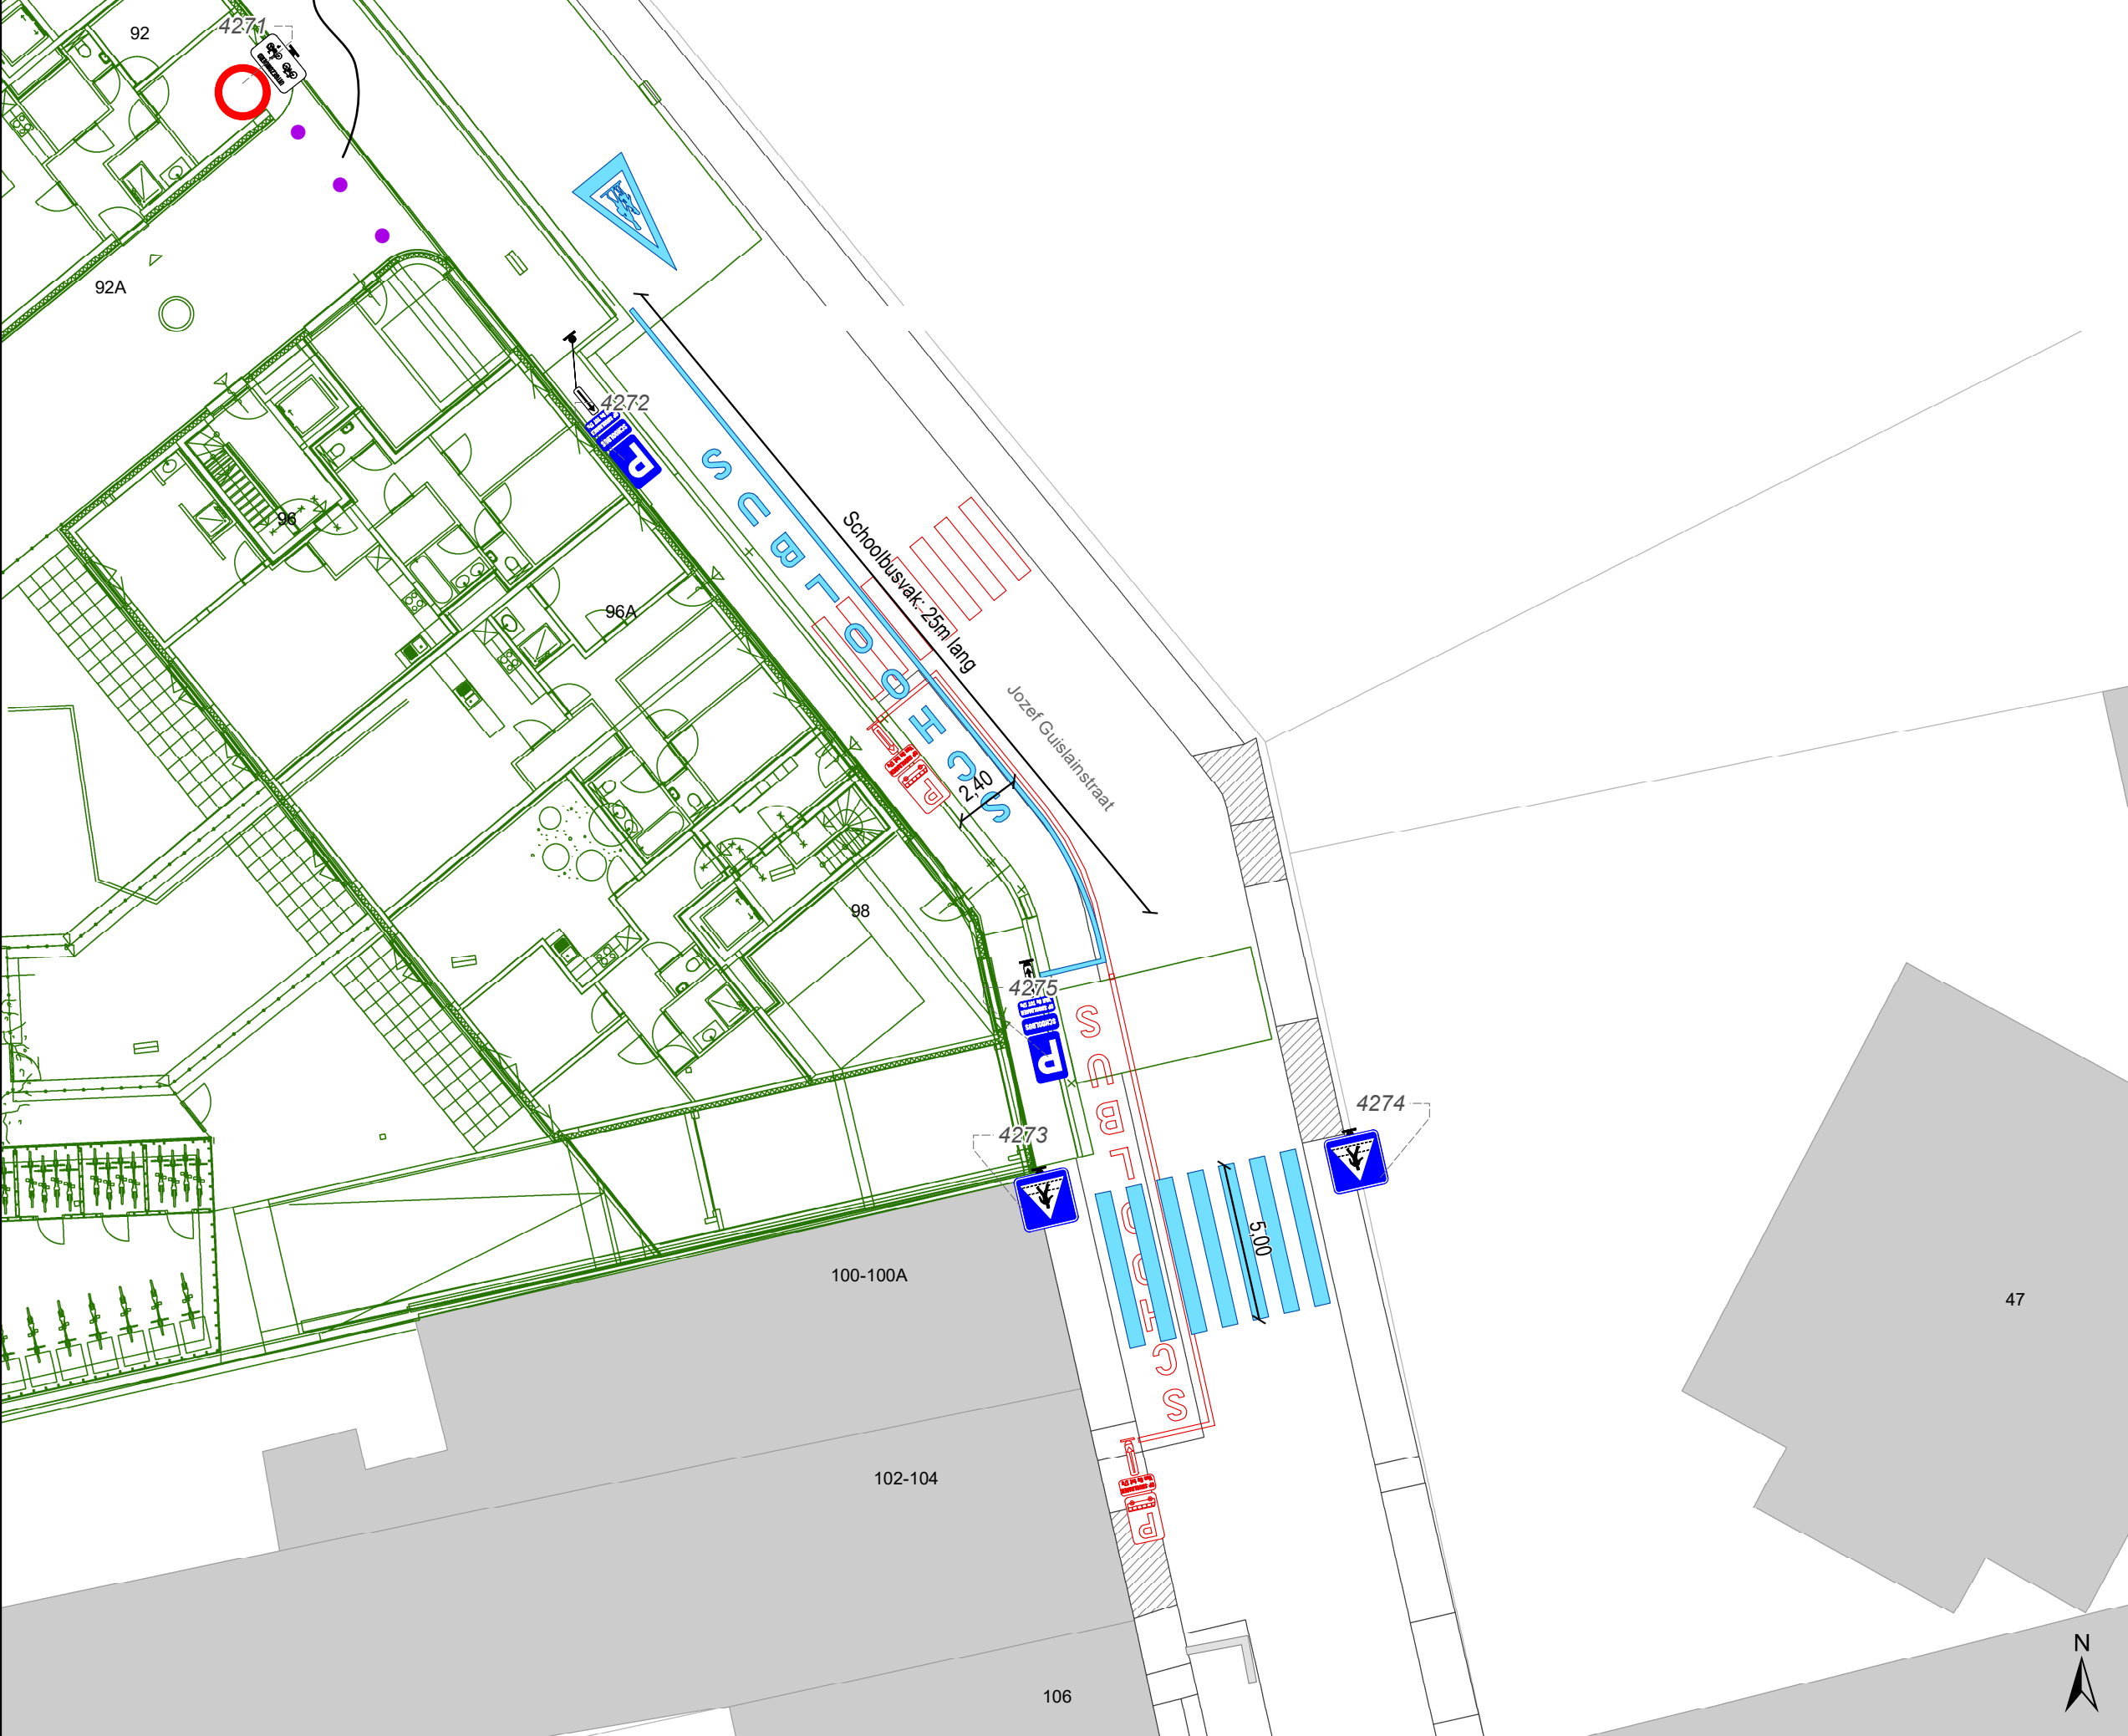 4271
92
92A
4272
P
SCHOOLBUS
96
Schoolbusvak: 25m lang
96A
Jozef Guislainstraat
P
2,40
98
4275
P
SCHOOLBUS
4274
4273
5,00
100-100A
47
102-104
P
N
106